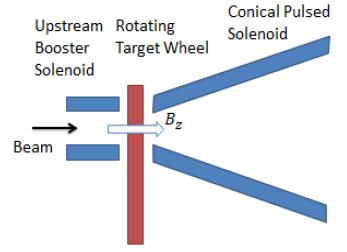 Upstream
Booster
Solenoid
Rotating
Target Wheel
Conical Pulsed
Solenoid
Beam
B_z